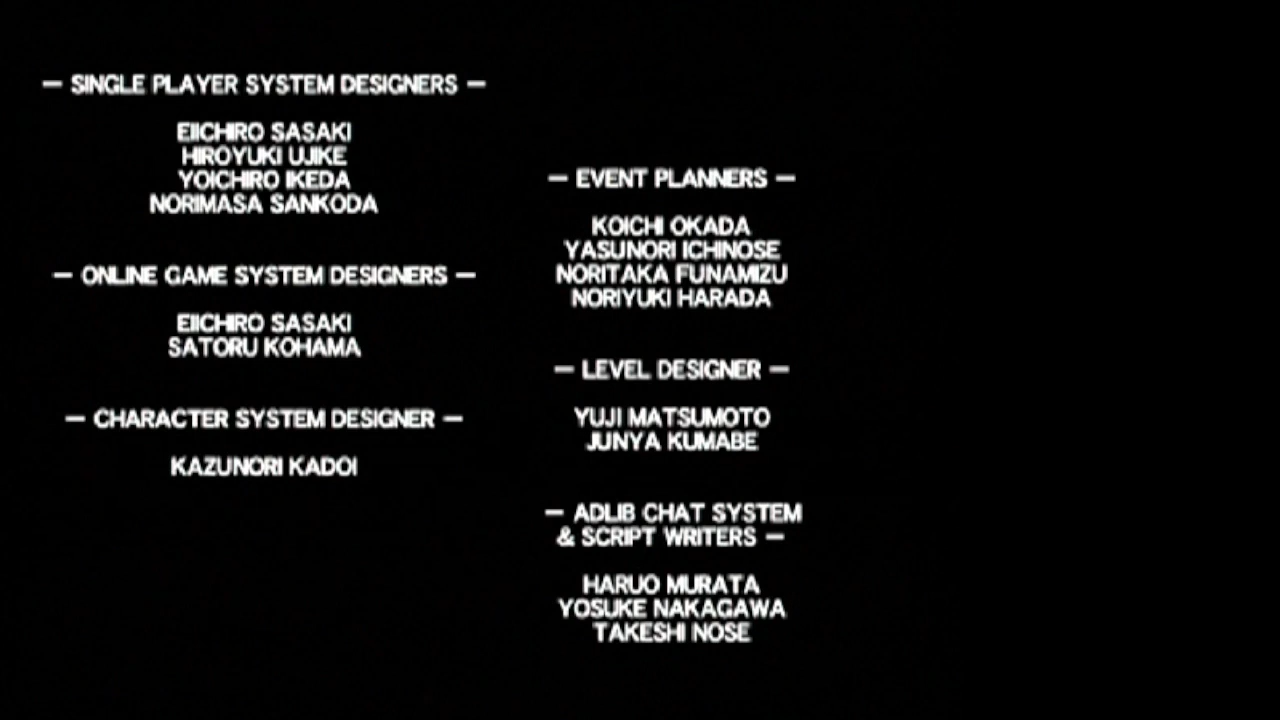 — SINGLE PLAYER SYSTEM DESIGNERS —
EIICHIRO SASAKI
HIROYUKI UJIKE
YOICHIRO IKEDA
NORIMASA SANKODA
— ONLINE GAME SYSTEM DESIGNERS —
EIICHIRO SASAKI
SATORU KOHAMA
— CHARACTER SYSTEM DESIGNER —
KAZUNORI KADOI
— EVENT PLANNERS —
KOICHI OKADA
YASUNORI ICHINOSE
NORITAKA FUNAMIZU
NORIYUKI HARADA
— LEVEL DESIGNER —
YUJI MATSUMOTO
JUNYA KUMABE
— ADLIB CHAT SYSTEM
& SCRIPT WRITERS —
HARUO MURATA
YOSUKE NAKAGAWA
TAKESHI NOSE